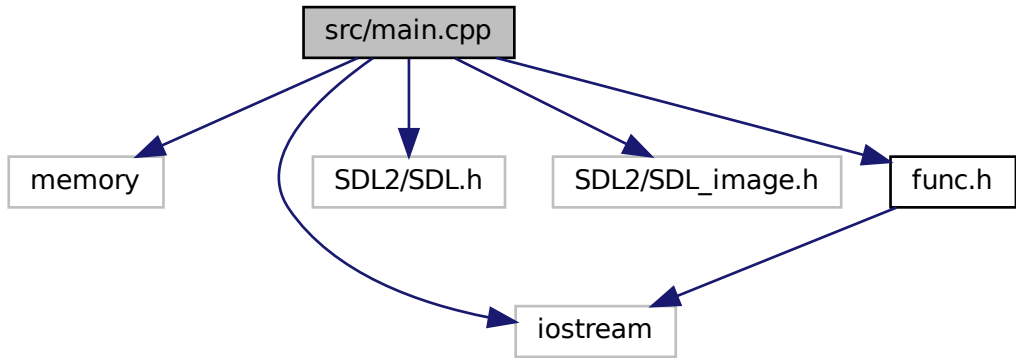 src/main.cpp
memory
SDL2/SDL.h
SDL2/SDL_image.h
func.h
iostream